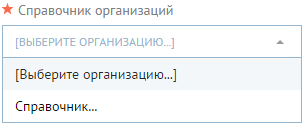 Справочник организаций
[ВЫБЕРИТЕ ОРГАНИЗАЦИЮ...]
[Выберите организацию...]
Справочник...